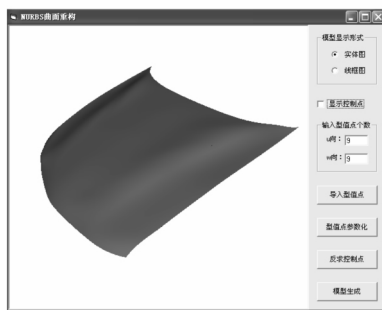 NURBS曲面重构
模型显示形式
实体图
线框图
显示控制点
输入型值点个数
u向：9
w向：9
导入型值点
型值点参数化
反求控制点
模型生成